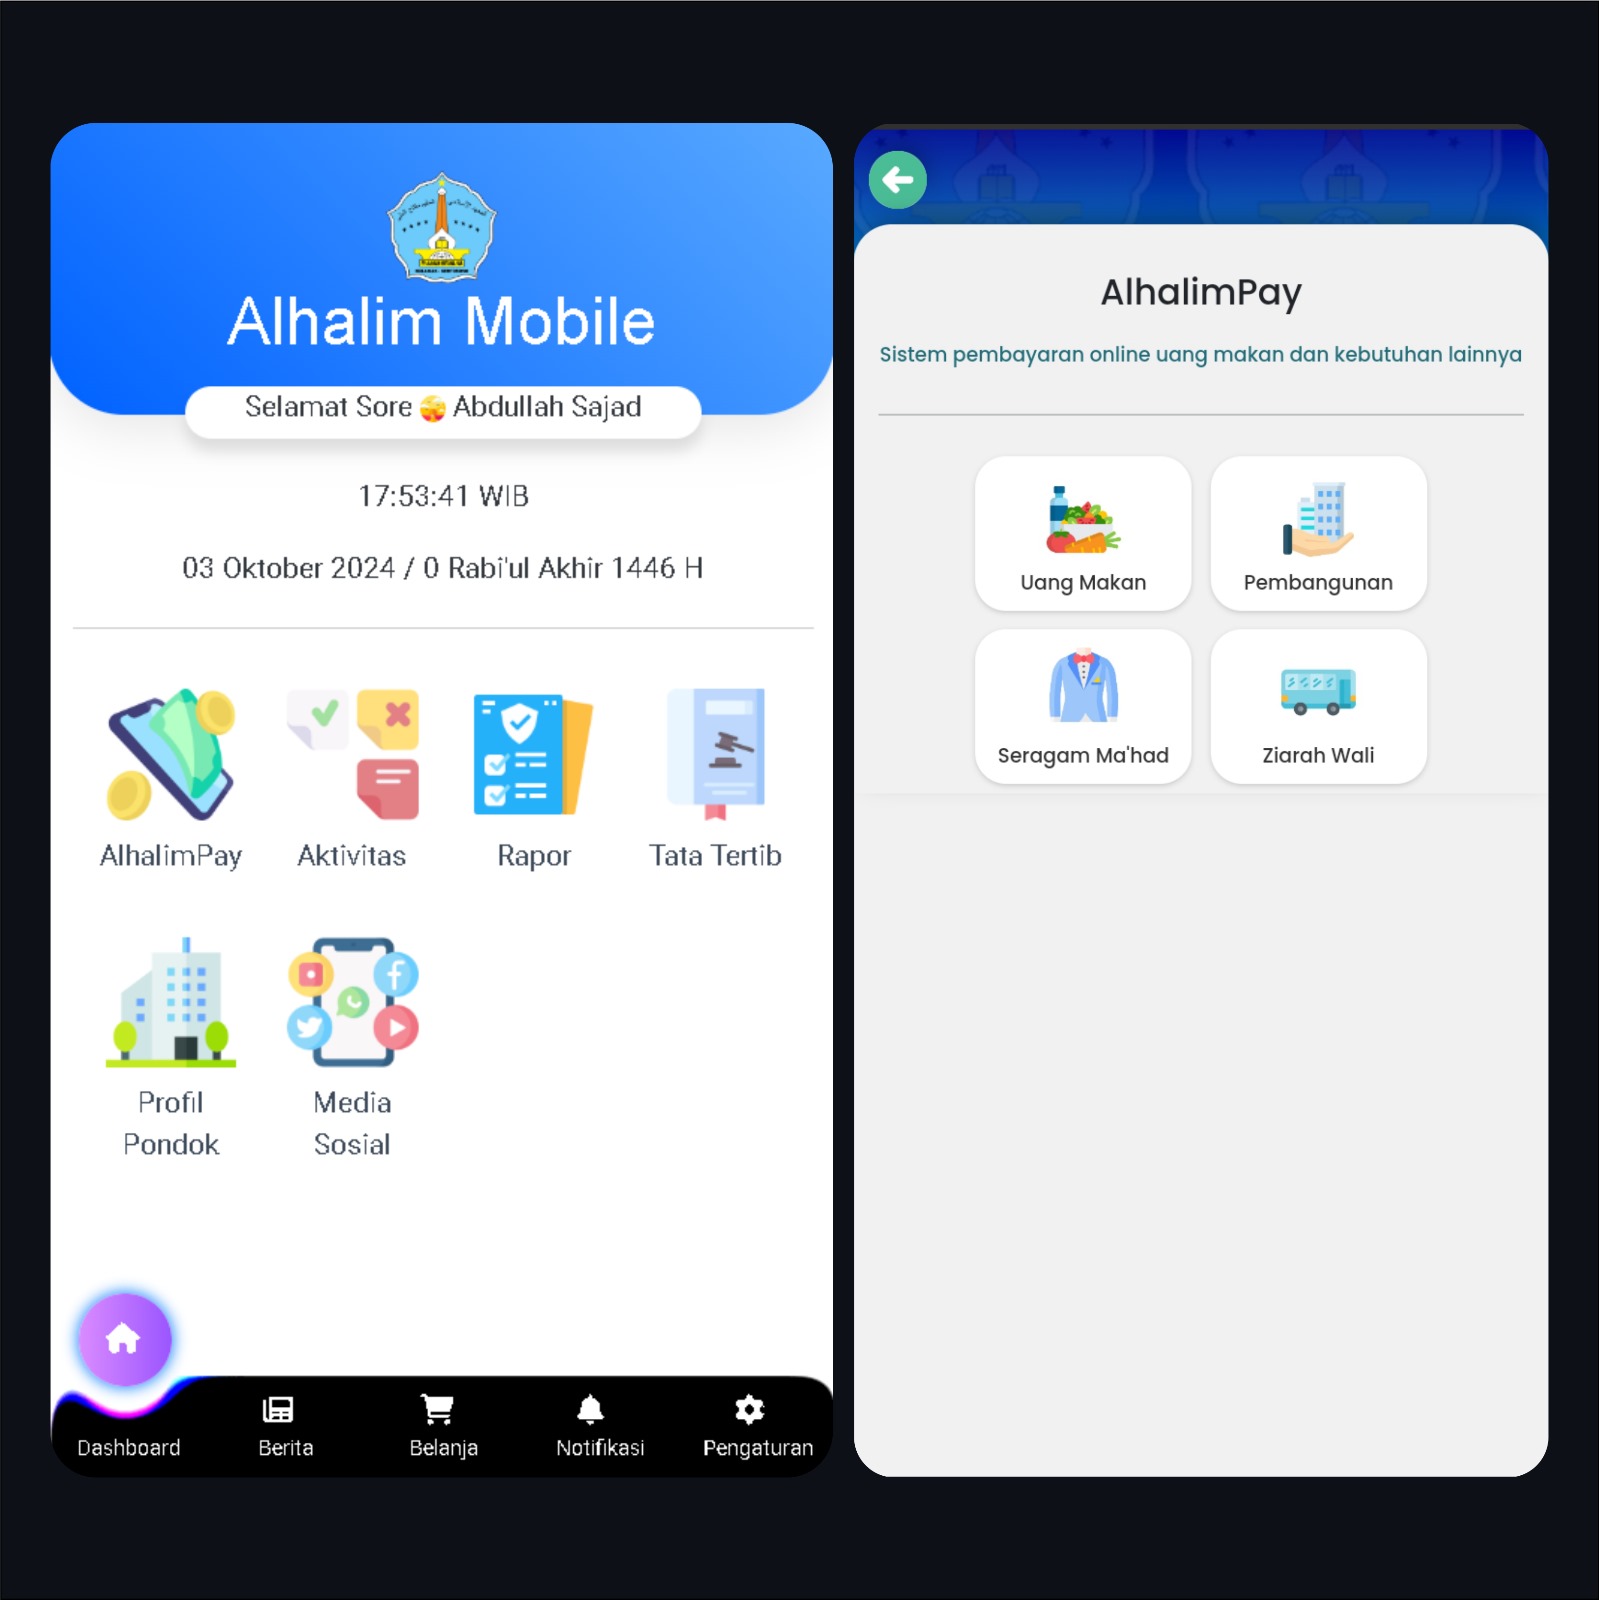 Alhalim Mobile
Selamat Sore Abdullah Sajad
17:53:41 WIB
03 Oktober 2024 / 0 Rabi'ul Akhir 1446 H
AlhalimPay
Aktivitas
Rapor
Tata Tertib
Profil
Pondok
Media
Sosial
Dashboard
Berita
Belanja
Notifikasi
Pengaturan
AlhalimPay
Sistem pembayaran online uang makan dan kebutuhan lainnya
Uang Makan
Pembangunan
Seragam Ma'had
Ziarah Wali